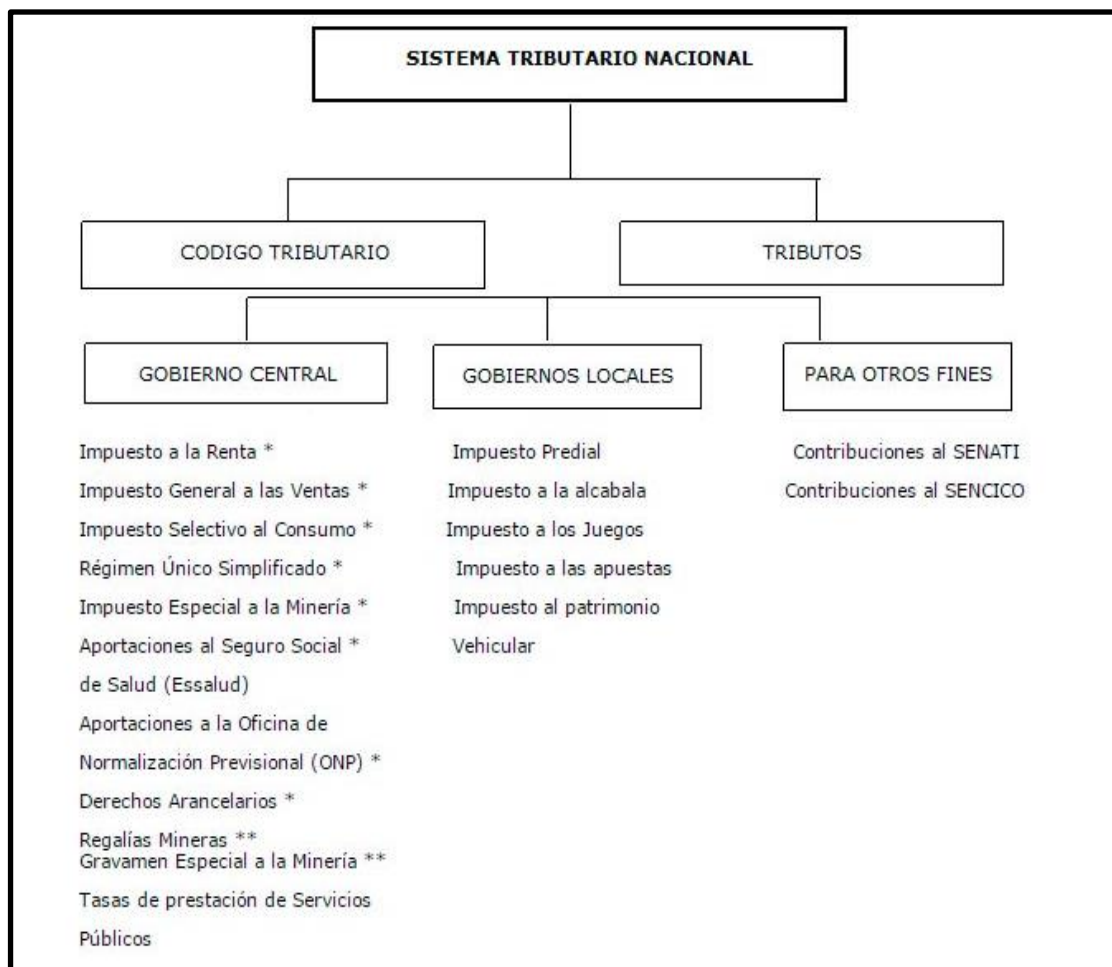 SISTEMA TRIBUTARIO NACIONAL
CODIGO TRIBUTARIO
TRIBUTOS
GOBIERNO CENTRAL
GOBIERNOS LOCALES
PARA OTROS FINES
Impuesto a la Renta *
Impuesto General a las Ventas *
Impuesto Selectivo al Consumo *
Régimen Único Simplificado *
Impuesto Especial a la Minería *
Aportaciones al Seguro Social *
de Salud (Essalud)
Aportaciones a la Oficina de
Normalización Previsional (ONP) *
Derechos Arancelarios *
Regalías Mineras **
Gravamen Especial a la Minería **
Tasas de prestación de Servicios
Públicos
Impuesto Predial
Impuesto a la alcabala
Impuesto a los Juegos
Impuesto a las apuestas
Impuesto al patrimonio
Vehicular
Contribuciones al SENATI
Contribuciones al SENCICO